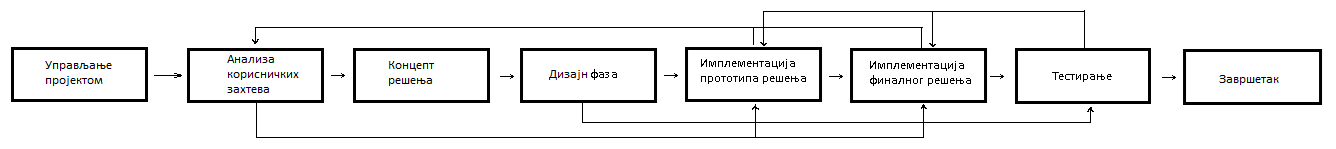 Управљање
пројектом
Анализа
корисничких
захтева
Концепт
решења
Дизајн фаза
Имплементација
прототипа решења
Имплементација
финалног решења
Тестирање
Завршетак